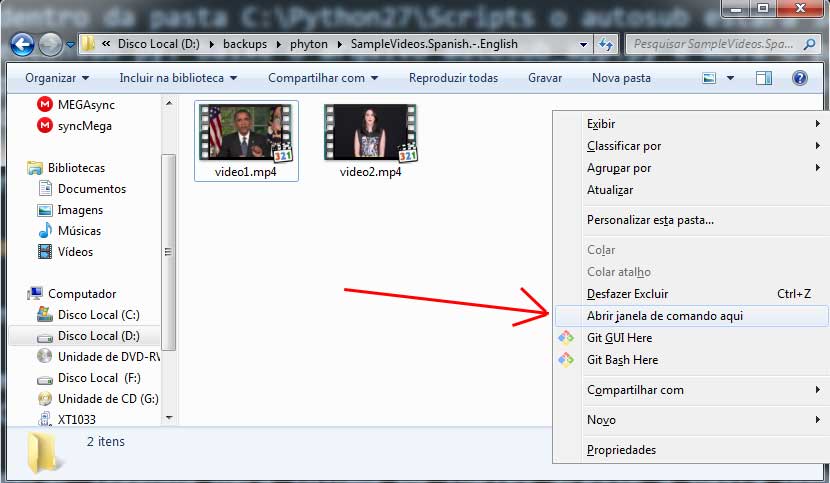 ntro da pasta C:\Python27\Scripts o autosub e
Disco Local (D:) backups phyton SampleVideos.Spanish.-.English
Pesquisar SampleVideos.Spa...
Organizar Incluir na biblioteca Compartilhar com Reproduzir todas Gravar Nova pasta
MEGAsync
syncMega
Bibliotecas
Documentos
Imagens
Músicas
Vídeos
Computador
Disco Local (C:)
Disco Local (D:)
Unidade de DVD-RW
Disco Local (F:)
Unidade de CD (G:)
XT1033
321
video1.mp4
321
video2.mp4
Exibir
Classificar por
Agrupar por
Atualizar
Personalizar esta pasta...
Colar
Colar atalho
Desfazer Excluir Ctrl+Z
Abrir janela de comando aqui
Git GUI Here
Git Bash Here
Compartilhar com
Novo
Propriedades
2 itens